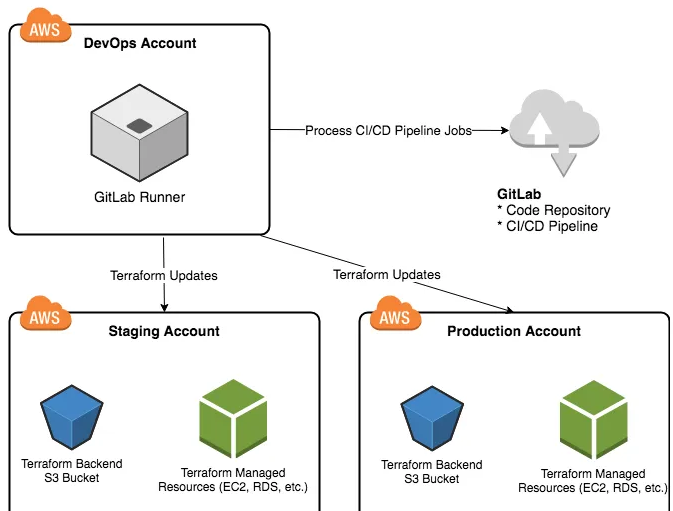 AWS
DevOps Account
GitLab Runner
Process CI/CD Pipeline Jobs
GitLab
* Code Repository
* CI/CD Pipeline
Terraform Updates
Terraform Updates
AWS
Staging Account
Terraform Backend
S3 Bucket
Terraform Managed
Resources (EC2, RDS, etc.)
AWS
Production Account
Terraform Backend
S3 Bucket
Terraform Managed
Resources (EC2, RDS, etc.)